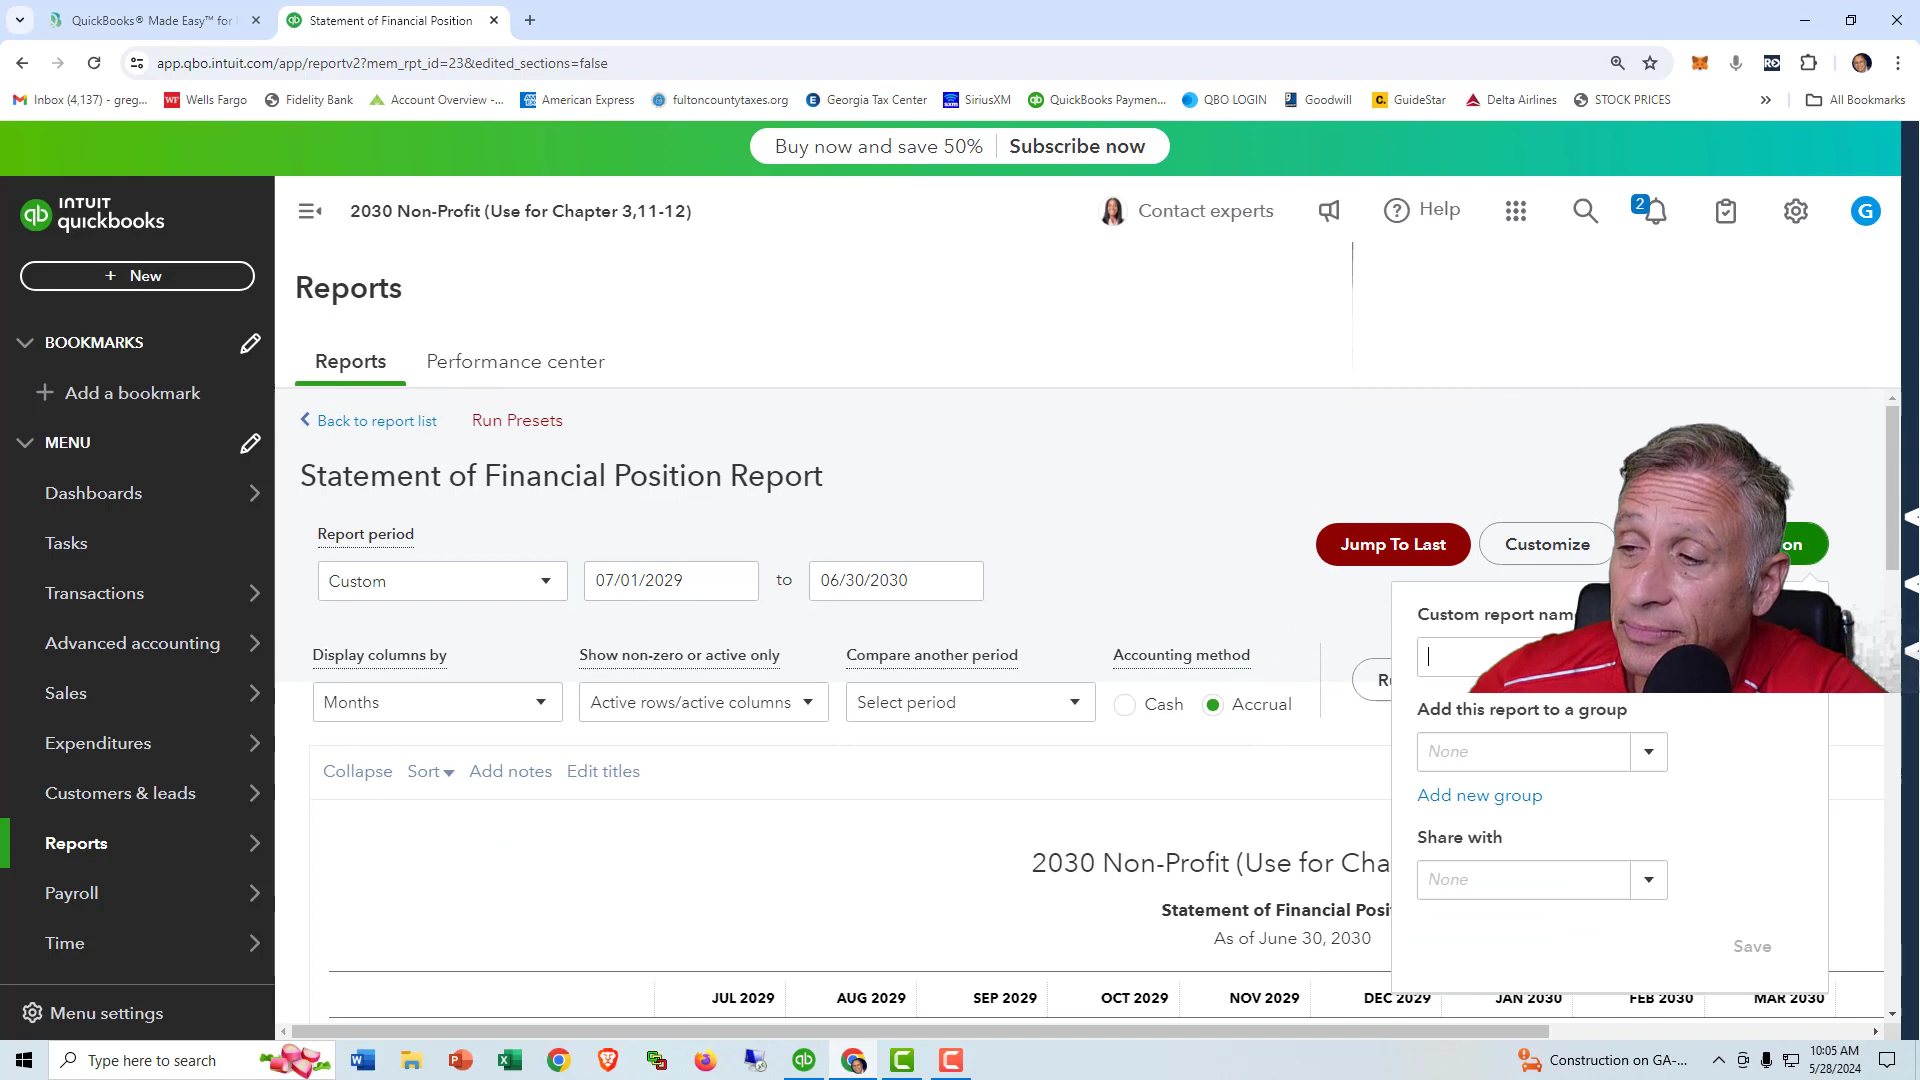 QuickBooks® Made Easy™ for
Statement of Financial Position
app.qbo.intuit.com/app/reportv2?mem_rpt_id=23&edited_sections=false
Inbox (4,137) - greg...
Wells Fargo
Fidelity Bank
Account Overview -...
American Express
fultoncountytaxes.org
Georgia Tax Center
SiriusXM
QuickBooks Paymen...
QBO LOGIN
Goodwill
GuideStar
Delta Airlines
STOCK PRICES
All Bookmarks
Buy now and save 50% Subscribe now
INTUIT
quickbooks
2030 Non-Profit (Use for Chapter 3,11-12)
Contact experts
Help
2
G
+ New
BOOKMARKS
Add a bookmark
MENU
Dashboards
Tasks
Transactions
Advanced accounting
Sales
Expenditures
Customers & leads
Reports
Payroll
Time
Menu settings
Reports
Reports Performance center
Back to report list Run Presets
Statement of Financial Position Report
Report period
Custom 07/01/2029 to 06/30/2030
Jump To Last Customize on
Display columns by Show non-zero or active only Compare another period Accounting method
Months Active rows/active columns Select period Cash Accrual
Ru
Custom report nam
Add this report to a group
None
Add new group
Share with
None
Save
Collapse Sort Add notes Edit titles
2030 Non-Profit (Use for Cha
Statement of Financial Posi
As of June 30, 2030
JUL 2029 AUG 2029 SEP 2029 OCT 2029 NOV 2029 DEC 2029 JAN 2030 FEB 2030 MAR 2030
Type here to search
Construction on GA-...
10:05 AM
5/28/2024